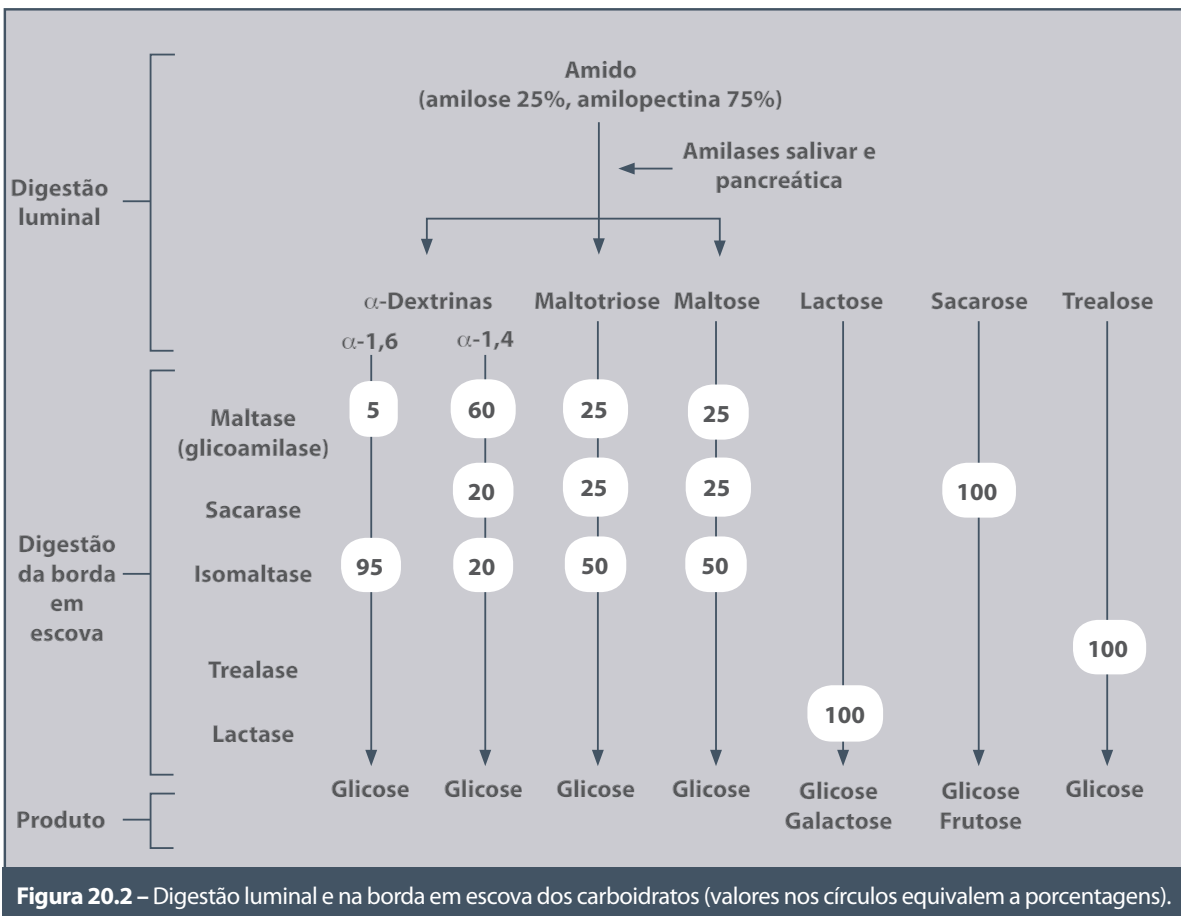 Amido
(amilose 25%, amilopectina 75%)
Amilases salivar e
pancreática
Digestão
luminal
α-Dextrinas Maltotriose Maltose Lactose Sacarose Trealose
α-1,6 α-1,4
Maltase
(glicoamilase)
5 60 25 25
Sacarase
20 25 25 100
Digestão
da borda
em
escova
Isomaltase
95 20 50 50
Trealase
100
Lactase
100
Produto
Glicose Glicose Glicose Glicose Glicose Glicose Glicose
Galactose Frutose
Figura 20.2 – Digestão luminal e na borda em escova dos carboidratos (valores nos círculos equivalem a porcentagens).